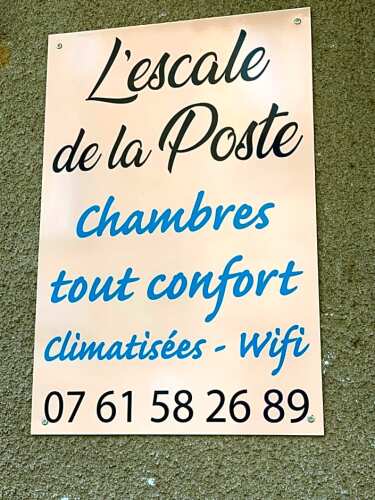 L'escale
de la Poste
Chambres
tout confort
Climatisées - Wifi
07 61 58 26 89